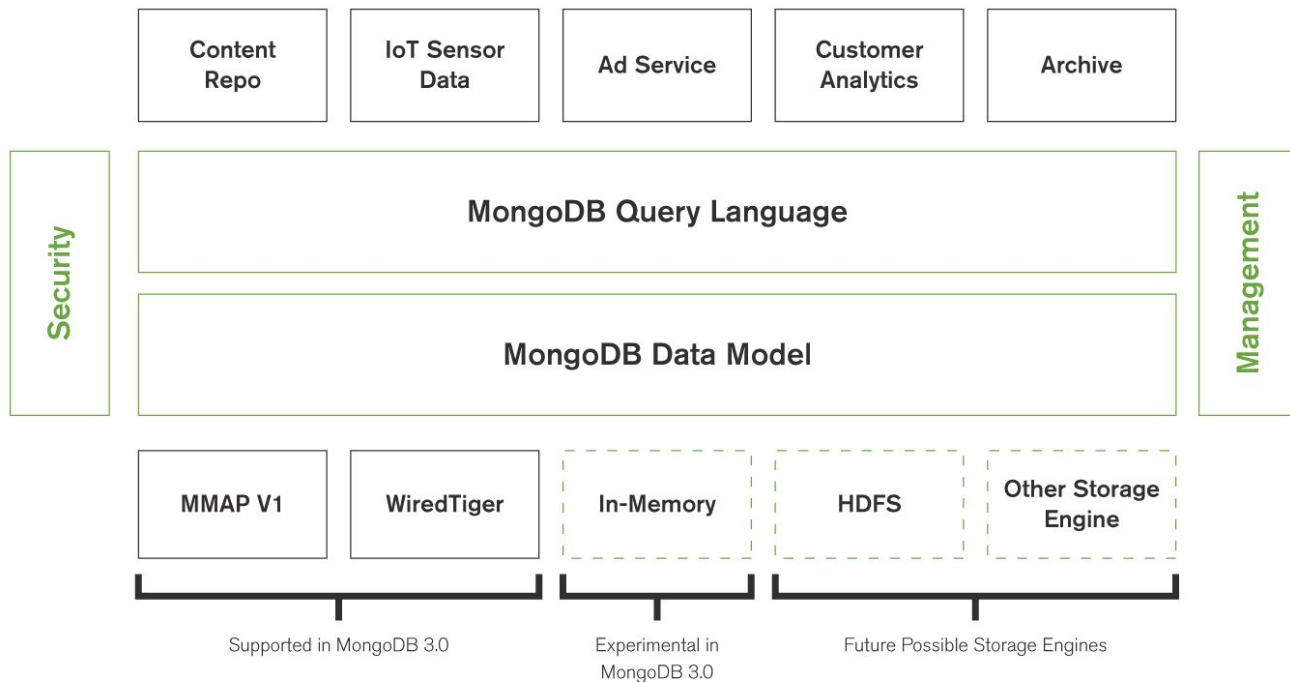 Content
Repo
IoT Sensor
Data
Ad Service
Customer
Analytics
Archive
Security
MongoDB Query Language
MongoDB Data Model
Management
MMAP V1
WiredTiger
In-Memory
HDFS
Other Storage
Engine
Supported in MongoDB 3.0
Experimental in
MongoDB 3.0
Future Possible Storage Engines